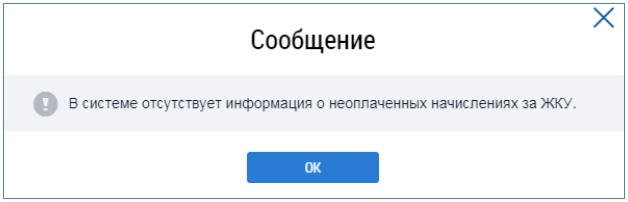 Сообщение
В системе отсутствует информация о неоплаченных начислениях за ЖКУ.
ОК